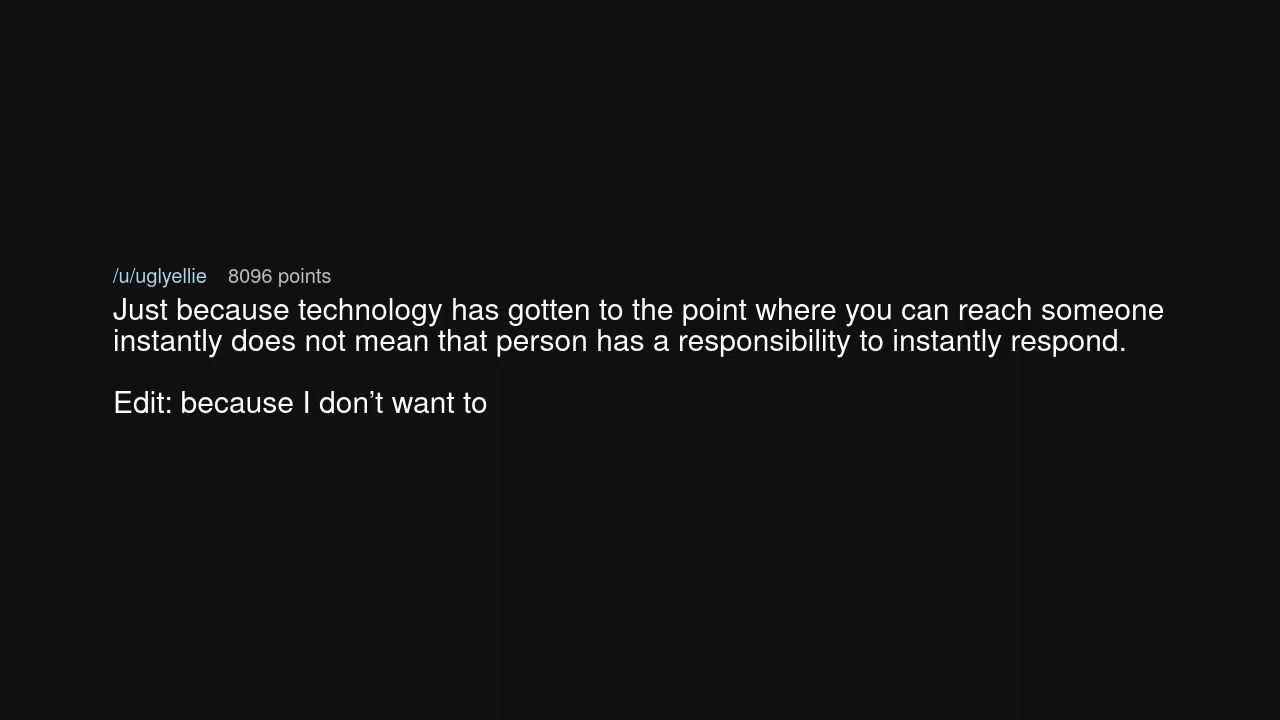 /u/uglyellie 8096 points
Just because technology has gotten to the point where you can reach someone
instantly does not mean that person has a responsibility to instantly respond.
Edit: because I don’t want to